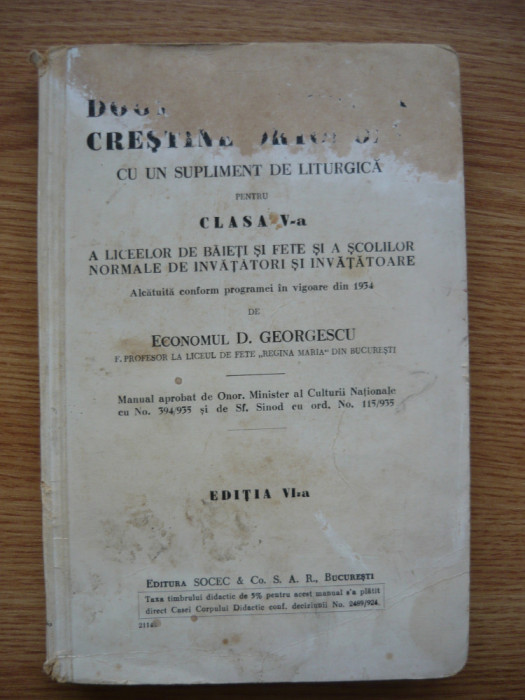 CREȘTINE
CU UN SUPLIMENT DE LITURGICĂ
PENTRU
CLASA V-a
A LICEELOR DE BĂIEȚI ȘI FETE ȘI A ȘCOLILOR
NORMALE DE INVĂȚĂTORI ȘI INVĂȚĂTOARE
Alcătuită conform programei în vigoare din 1934
DE
ECONOMUL D. GEORGESCU
F. PROFESOR LA LICEUL DE FETE „REGINA MARIA" DIN BUCUREȘTI
Manual aprobat de Onor. Minister al Culturii Naționale
cu No. 394/935 și de Sf. Sinod cu ord. No. 115/935
EDIȚIA VI-a
EDITURA SOCEC & Co. S. A. R., BUCUREȘTI
Taxa timbrului didactic de 5% pentru acest manual s'a plătit
direct Casei Corpului Didactic conf. deciziunii No. 2489/924.